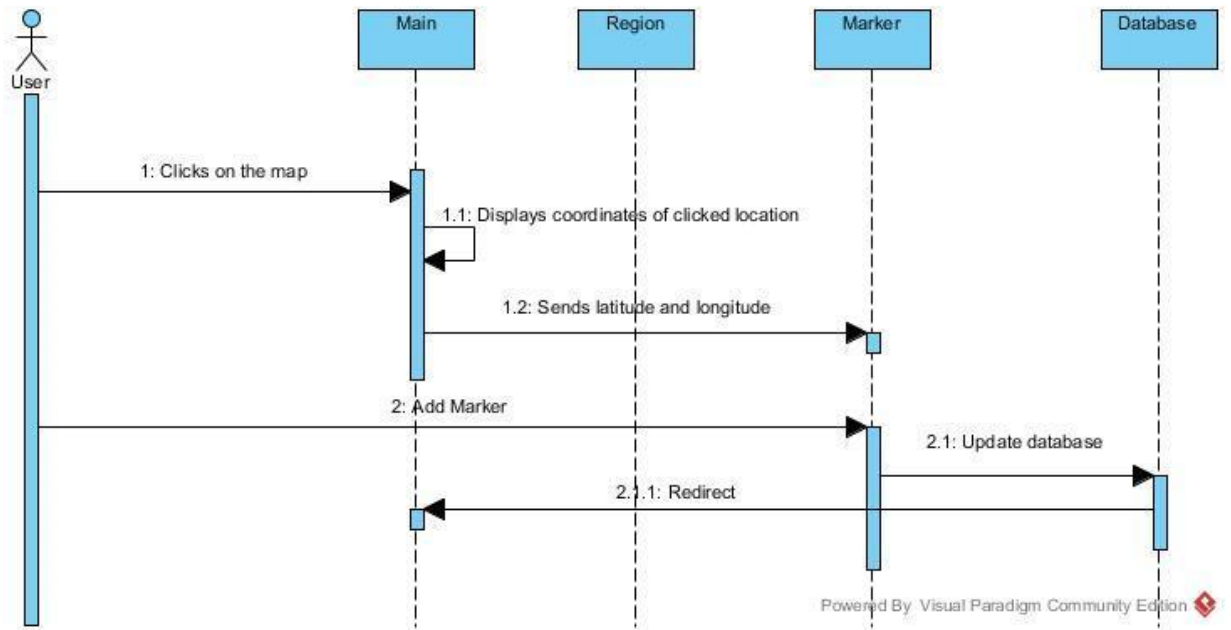 Main
Region
Marker
Database
User
1: Clicks on the map
1.1: Displays coordinates of clicked location
1.2: Sends latitude and longitude
2: Add Marker
2.1: Update database
2.1.1: Redirect
Powered By Visual Paradigm Community Edition